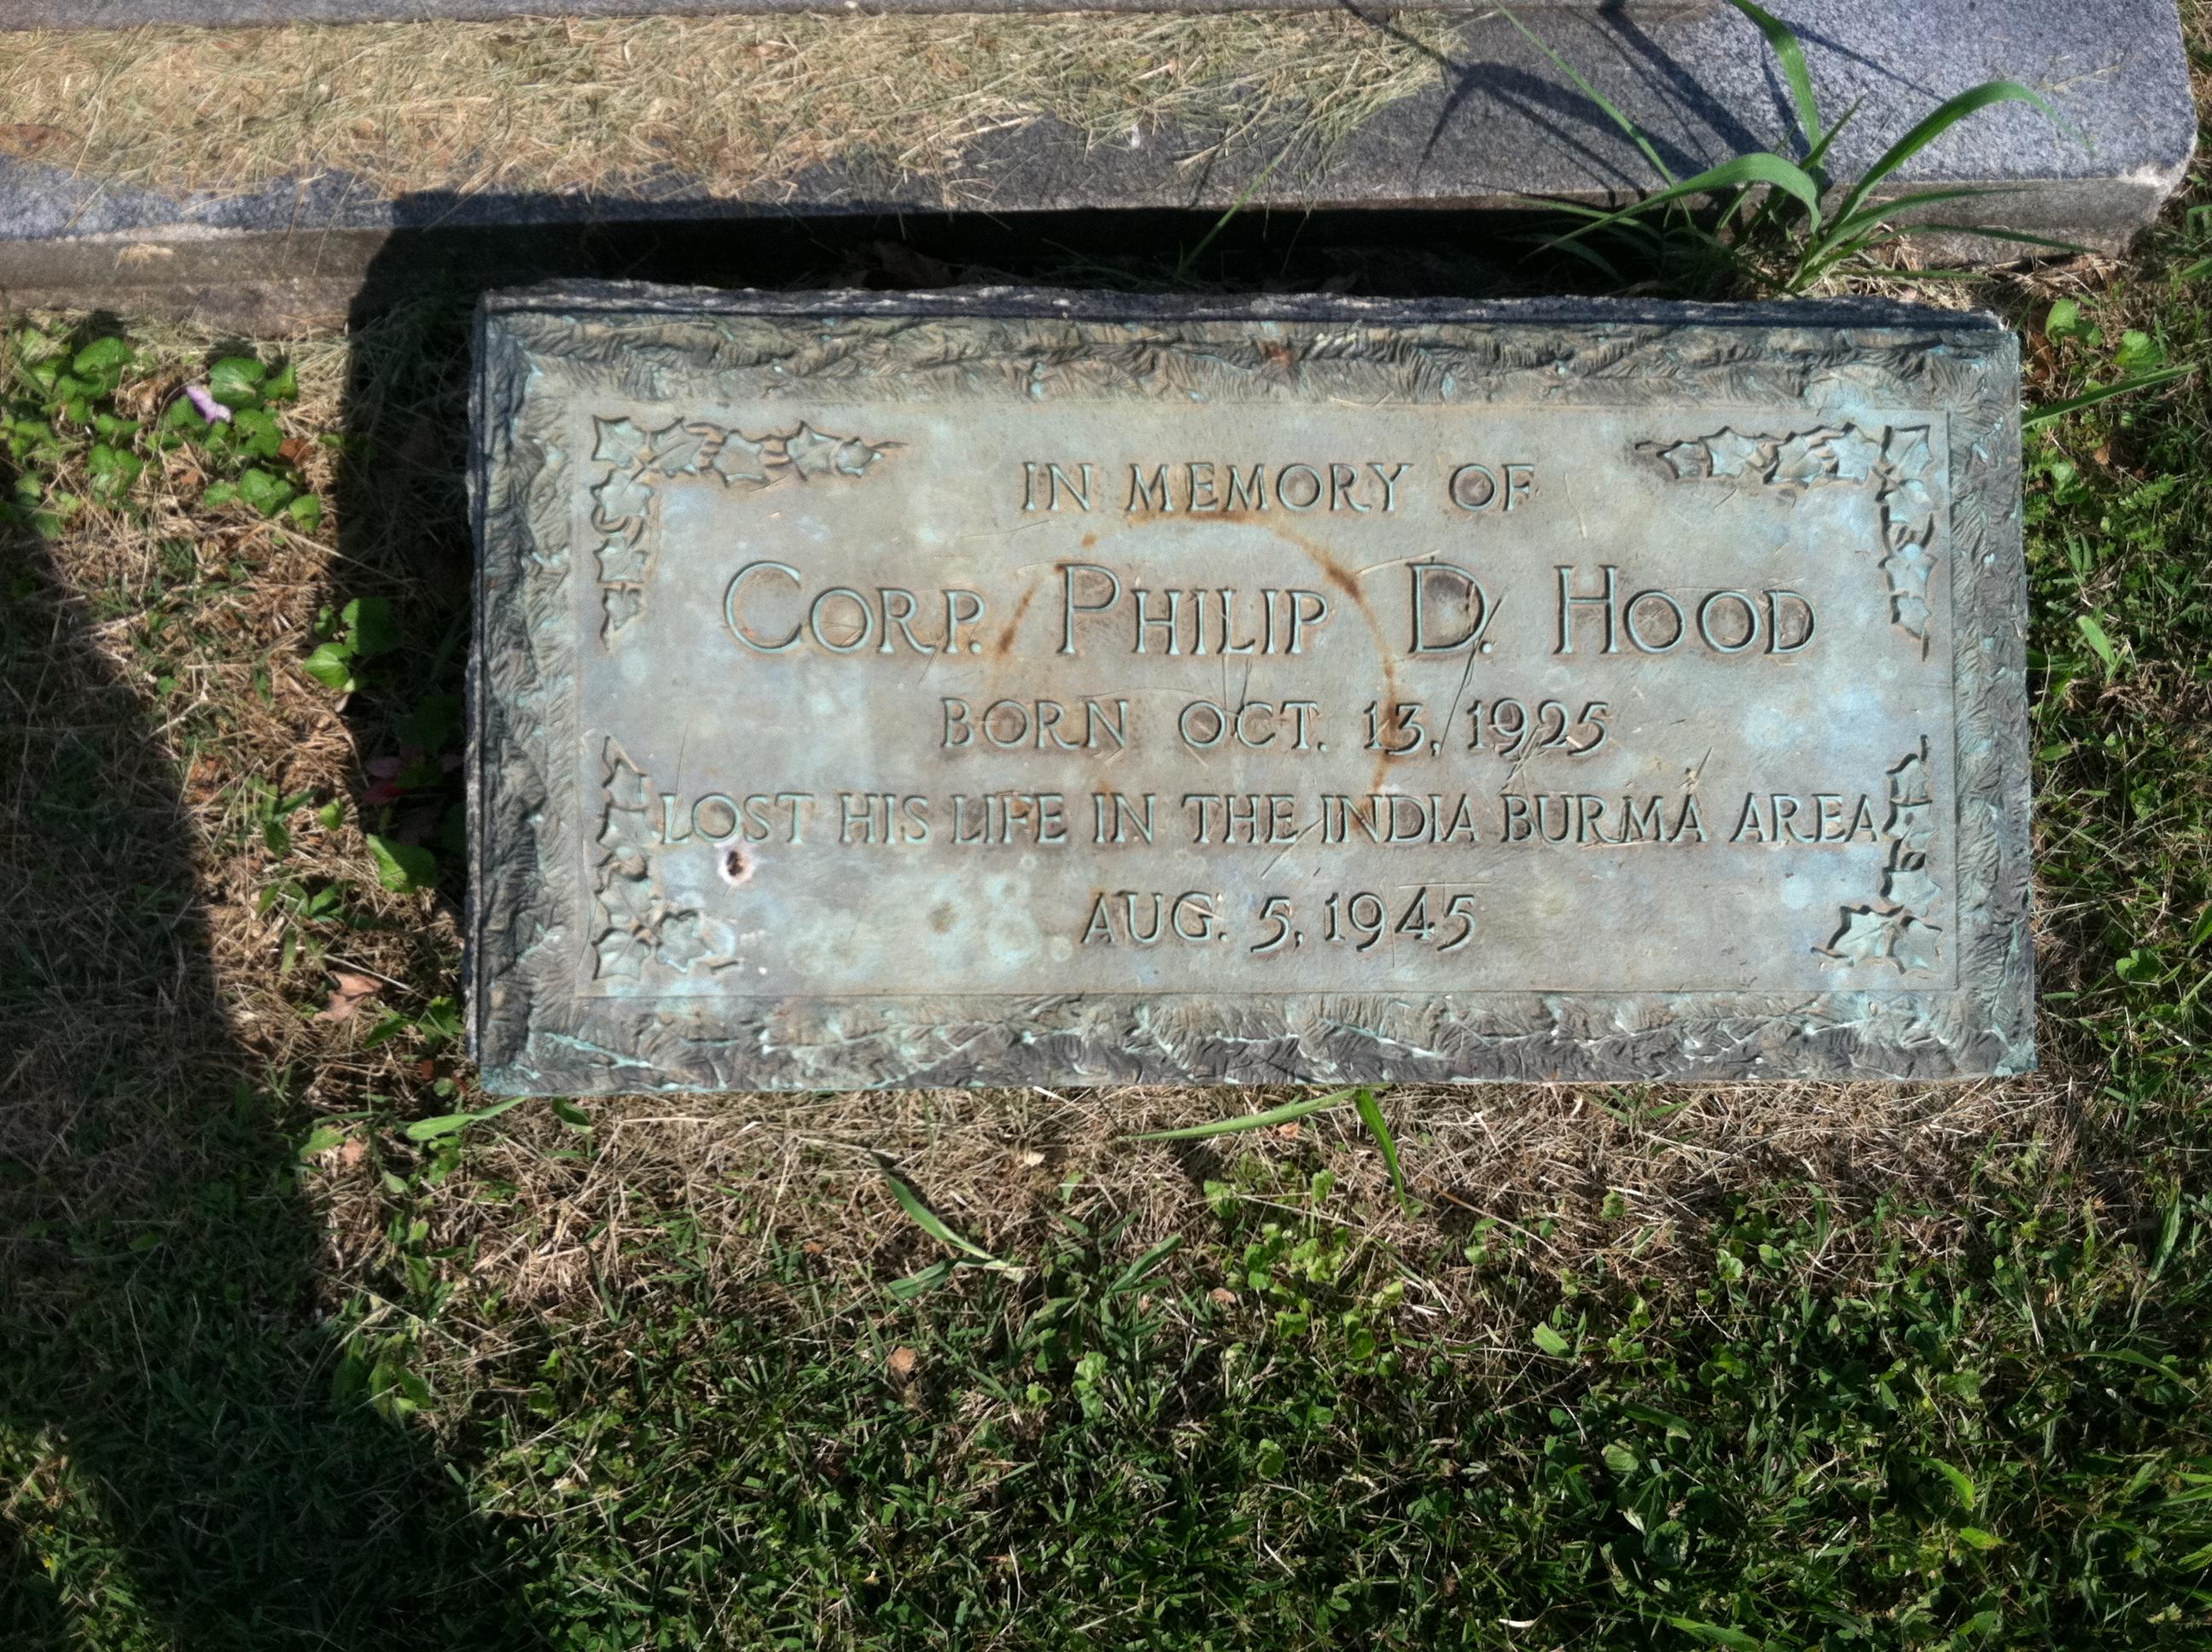 IN MEMORY OF
CORP. PHILIP D. HOOD
BORN OCT. 13, 1925
LOST HIS LIFE IN THE INDIA BURMA AREA
AUG. 5, 1945